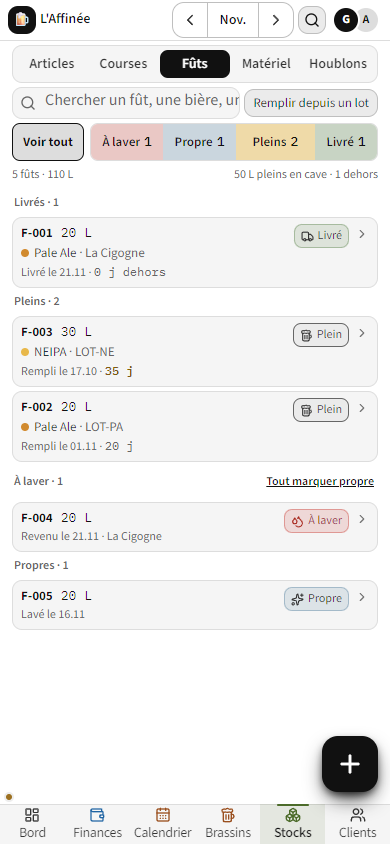 L'Affinée
Nov.
G
A
Articles
Courses
Fûts
Matériel
Houblons
Chercher un fût, une bière, un
Remplir depuis un lot
Voir tout
À laver 1
Propre 1
Pleins 2
Livré 1
5 fûts · 110 L
50 L pleins en cave · 1 dehors
Livrés · 1
F-001 20 L
Livré
Pale Ale · La Cigogne
Livré le 21.11 · 0 j dehors
Pleins · 2
F-003 30 L
Plein
NEIPA · LOT-NE
Rempli le 17.10 · 35 j
F-002 20 L
Plein
Pale Ale · LOT-PA
Rempli le 01.11 · 20 j
À laver · 1
Tout marquer propre
F-004 20 L
À laver
Revenu le 21.11 · La Cigogne
Propres · 1
F-005 20 L
Propre
Lavé le 16.11
Bord
Finances
Calendrier
Brassins
Stocks
Clients